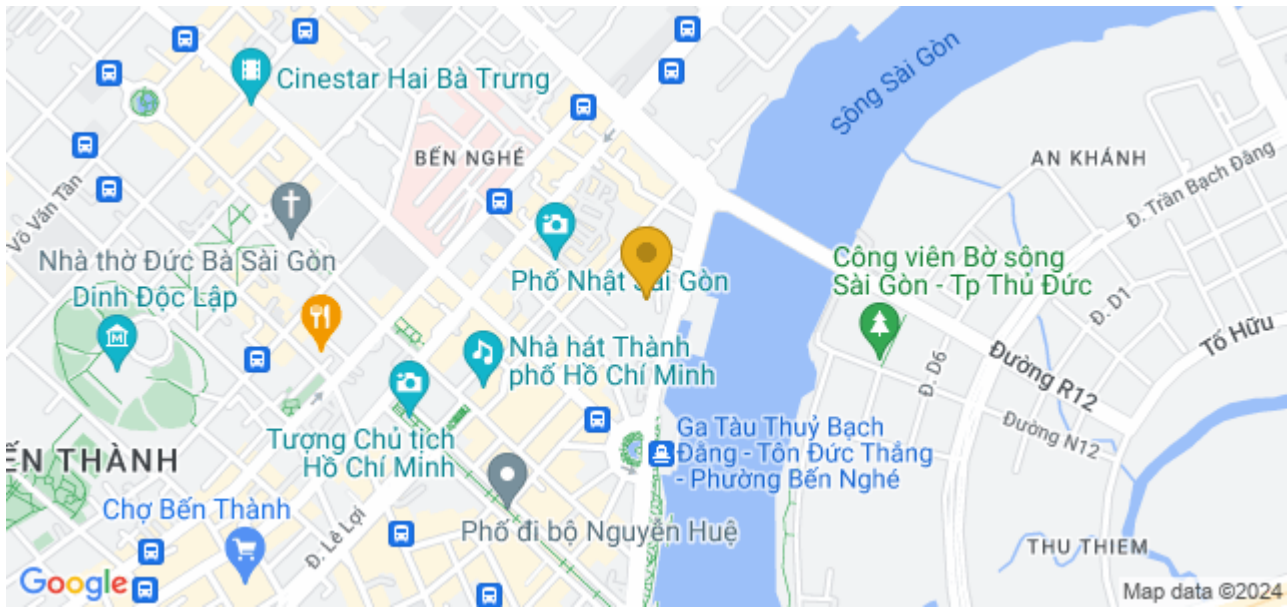 Sông Sài Gòn
Cinestar Hai Bà Trưng
BẾN NGHÉ
AN KHÁNH
Đ. Trần Bạch Đằng
Võ Văn Tần
Nhà thờ Đức Bà Sài Gòn
Dinh Độc Lập
Phố Nhật Sài Gòn
Công viên Bờ sông
Sài Gòn - Tp Thủ Đức
Đ. D1
Tố Hữu
Nhà hát Thành
phố Hồ Chí Minh
Đường R12
Đ. D6
Đường N12
Tượng Chủ tịch
Hồ Chí Minh
Ga Tàu Thuỷ Bạch
Đằng - Tôn Đức Thắng
- Phường Bến Nghé
ẾN THÀNH
Chợ Bến Thành
Đ. Lê Lợi
Phố đi bộ Nguyễn Huệ
THU THIEM
Google
Map data ©2024